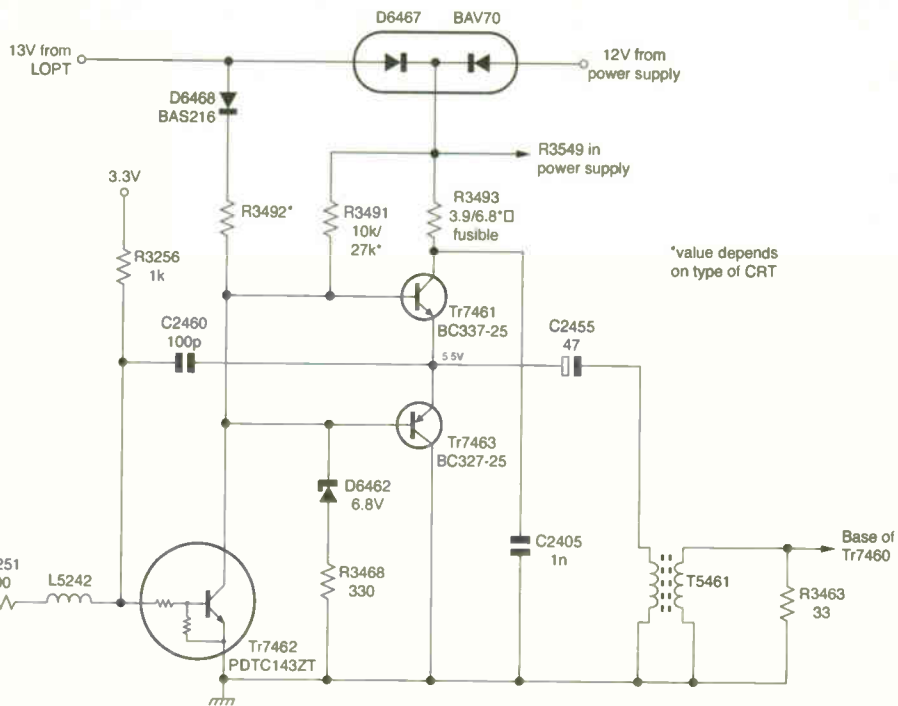 D6467 BAV70
13V from
LOPT
12V from
power supply
D6468
BAS216
R3549 in
power supply
3.3V
R3492*
R3491
10k/
27k*
R3493
3.9/6.8*□
fusible
*value depends
on type of CRT
R3256
1k
Tr7461
BC337-25
C2460
100p
C2455
47
5 5V
Tr7463
BC327-25
D6462
6.8V
C2405
1n
Base of
Tr7460
251
00
L5242
R3468
330
T5461
R3463
33
Tr7462
PDTC143ZT